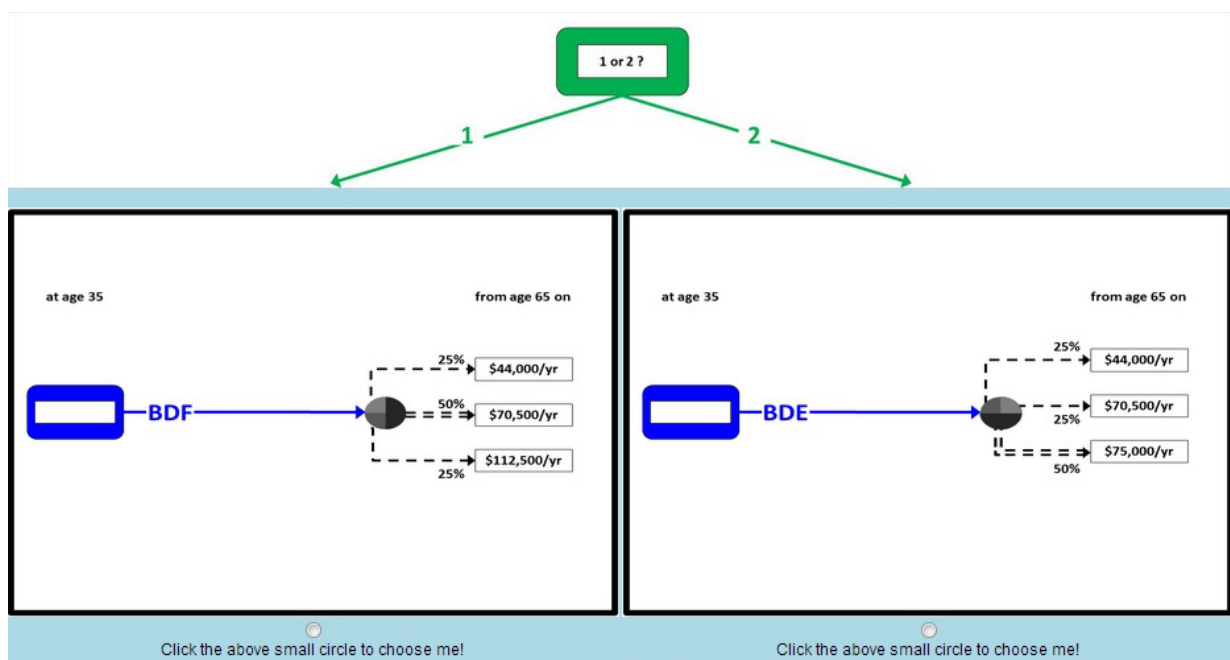 1 or 2 ?
1
2
at age 35
from age 65 on
25%
$44,000/yr
BDF
50%
$70,500/yr
$112,500/yr
25%
at age 35
from age 65 on
25%
$44,000/yr
BDE
$70,500/yr
25%
$75,000/yr
50%
Click the above small circle to choose me!
Click the above small circle to choose me!